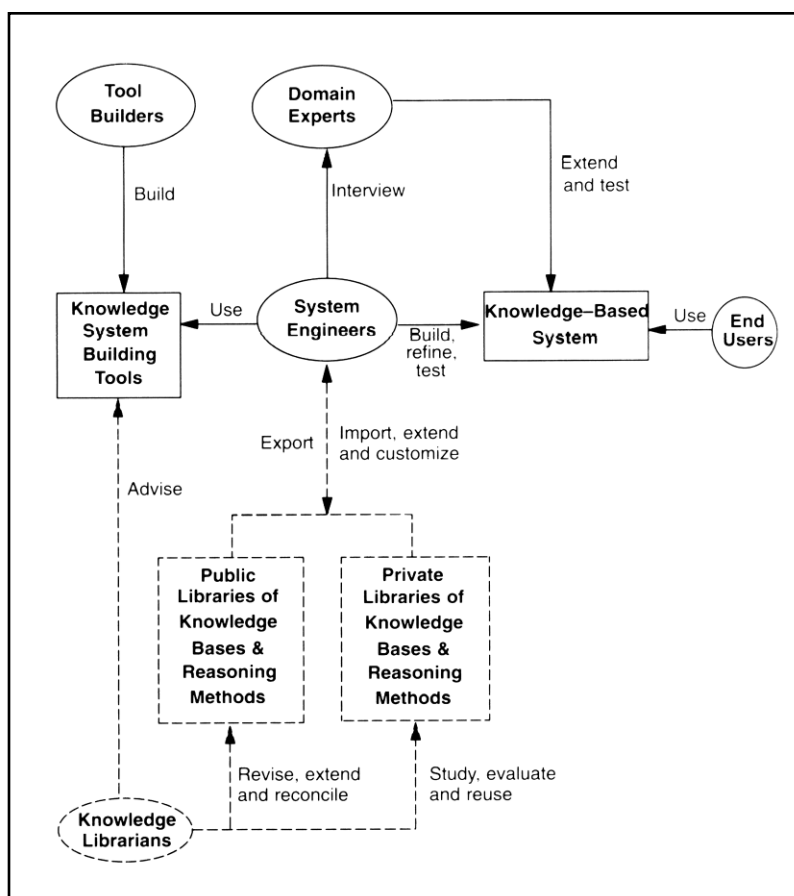 Tool
Builders
Domain
Experts
Build
Interview
Extend
and test
Knowledge
System
Building
Tools
Use
System
Engineers
Build,
refine,
test
Knowledge–Based
System
Use
End
Users
Export
Import, extend
and customize
Advise
Public
Libraries of
Knowledge
Bases &
Reasoning
Methods
Private
Libraries of
Knowledge
Bases &
Reasoning
Methods
Revise, extend
and reconcile
Study, evaluate
and reuse
Knowledge
Librarians